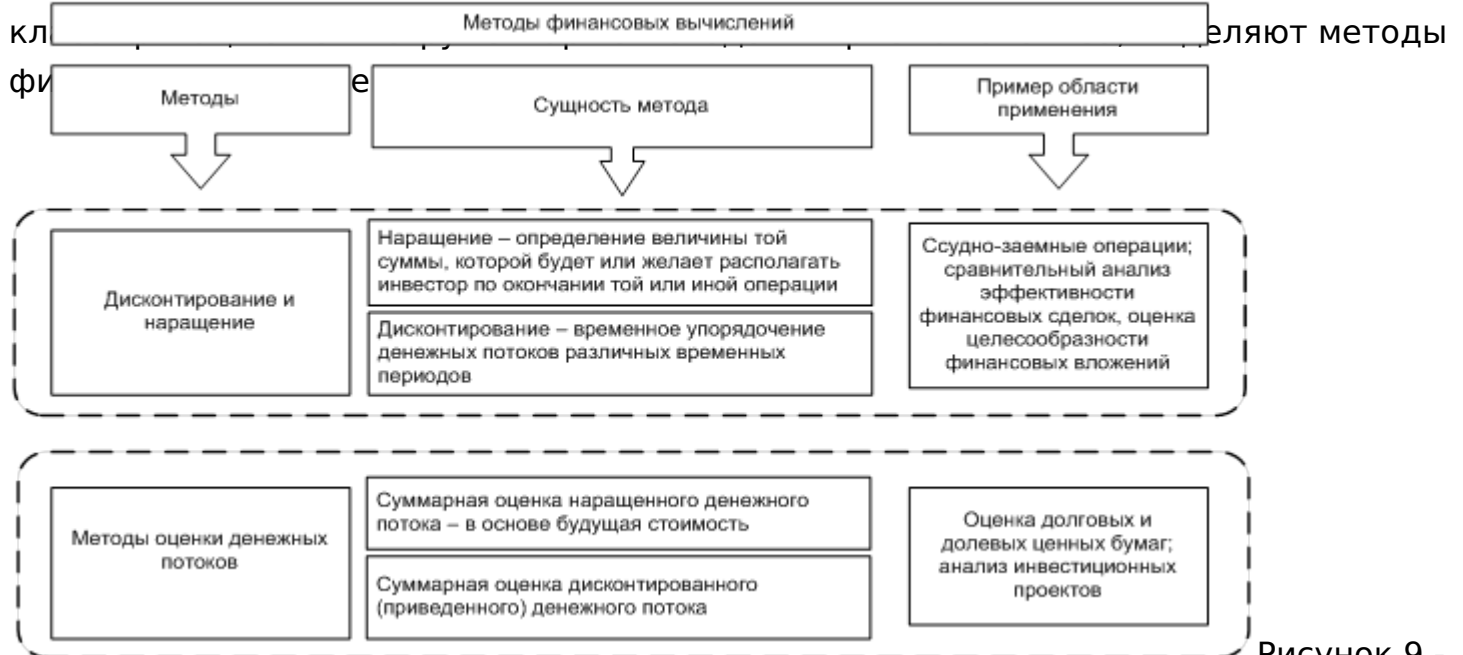 Методы финансовых вычислений
еляют методы
Методы
Сущность метода
Пример области
применения
Дисконтирование и
наращение
Наращение – определение величины той
суммы, которой будет или желает располагать
инвестор по окончании той или иной операции
Дисконтирование – временное упорядочение
денежных потоков различных временных
периодов
Ссудно-заемные операции;
сравнительный анализ
эффективности
финансовых сделок, оценка
целесообразности
финансовых вложений
Методы оценки денежных
потоков
Суммарная оценка наращенного денежного
потока – в основе будущая стоимость
Суммарная оценка дисконтированного
(приведенного) денежного потока
Оценка долговых и
долевых ценных бумаг;
анализ инвестиционных
проектов
Рисунок 9 -